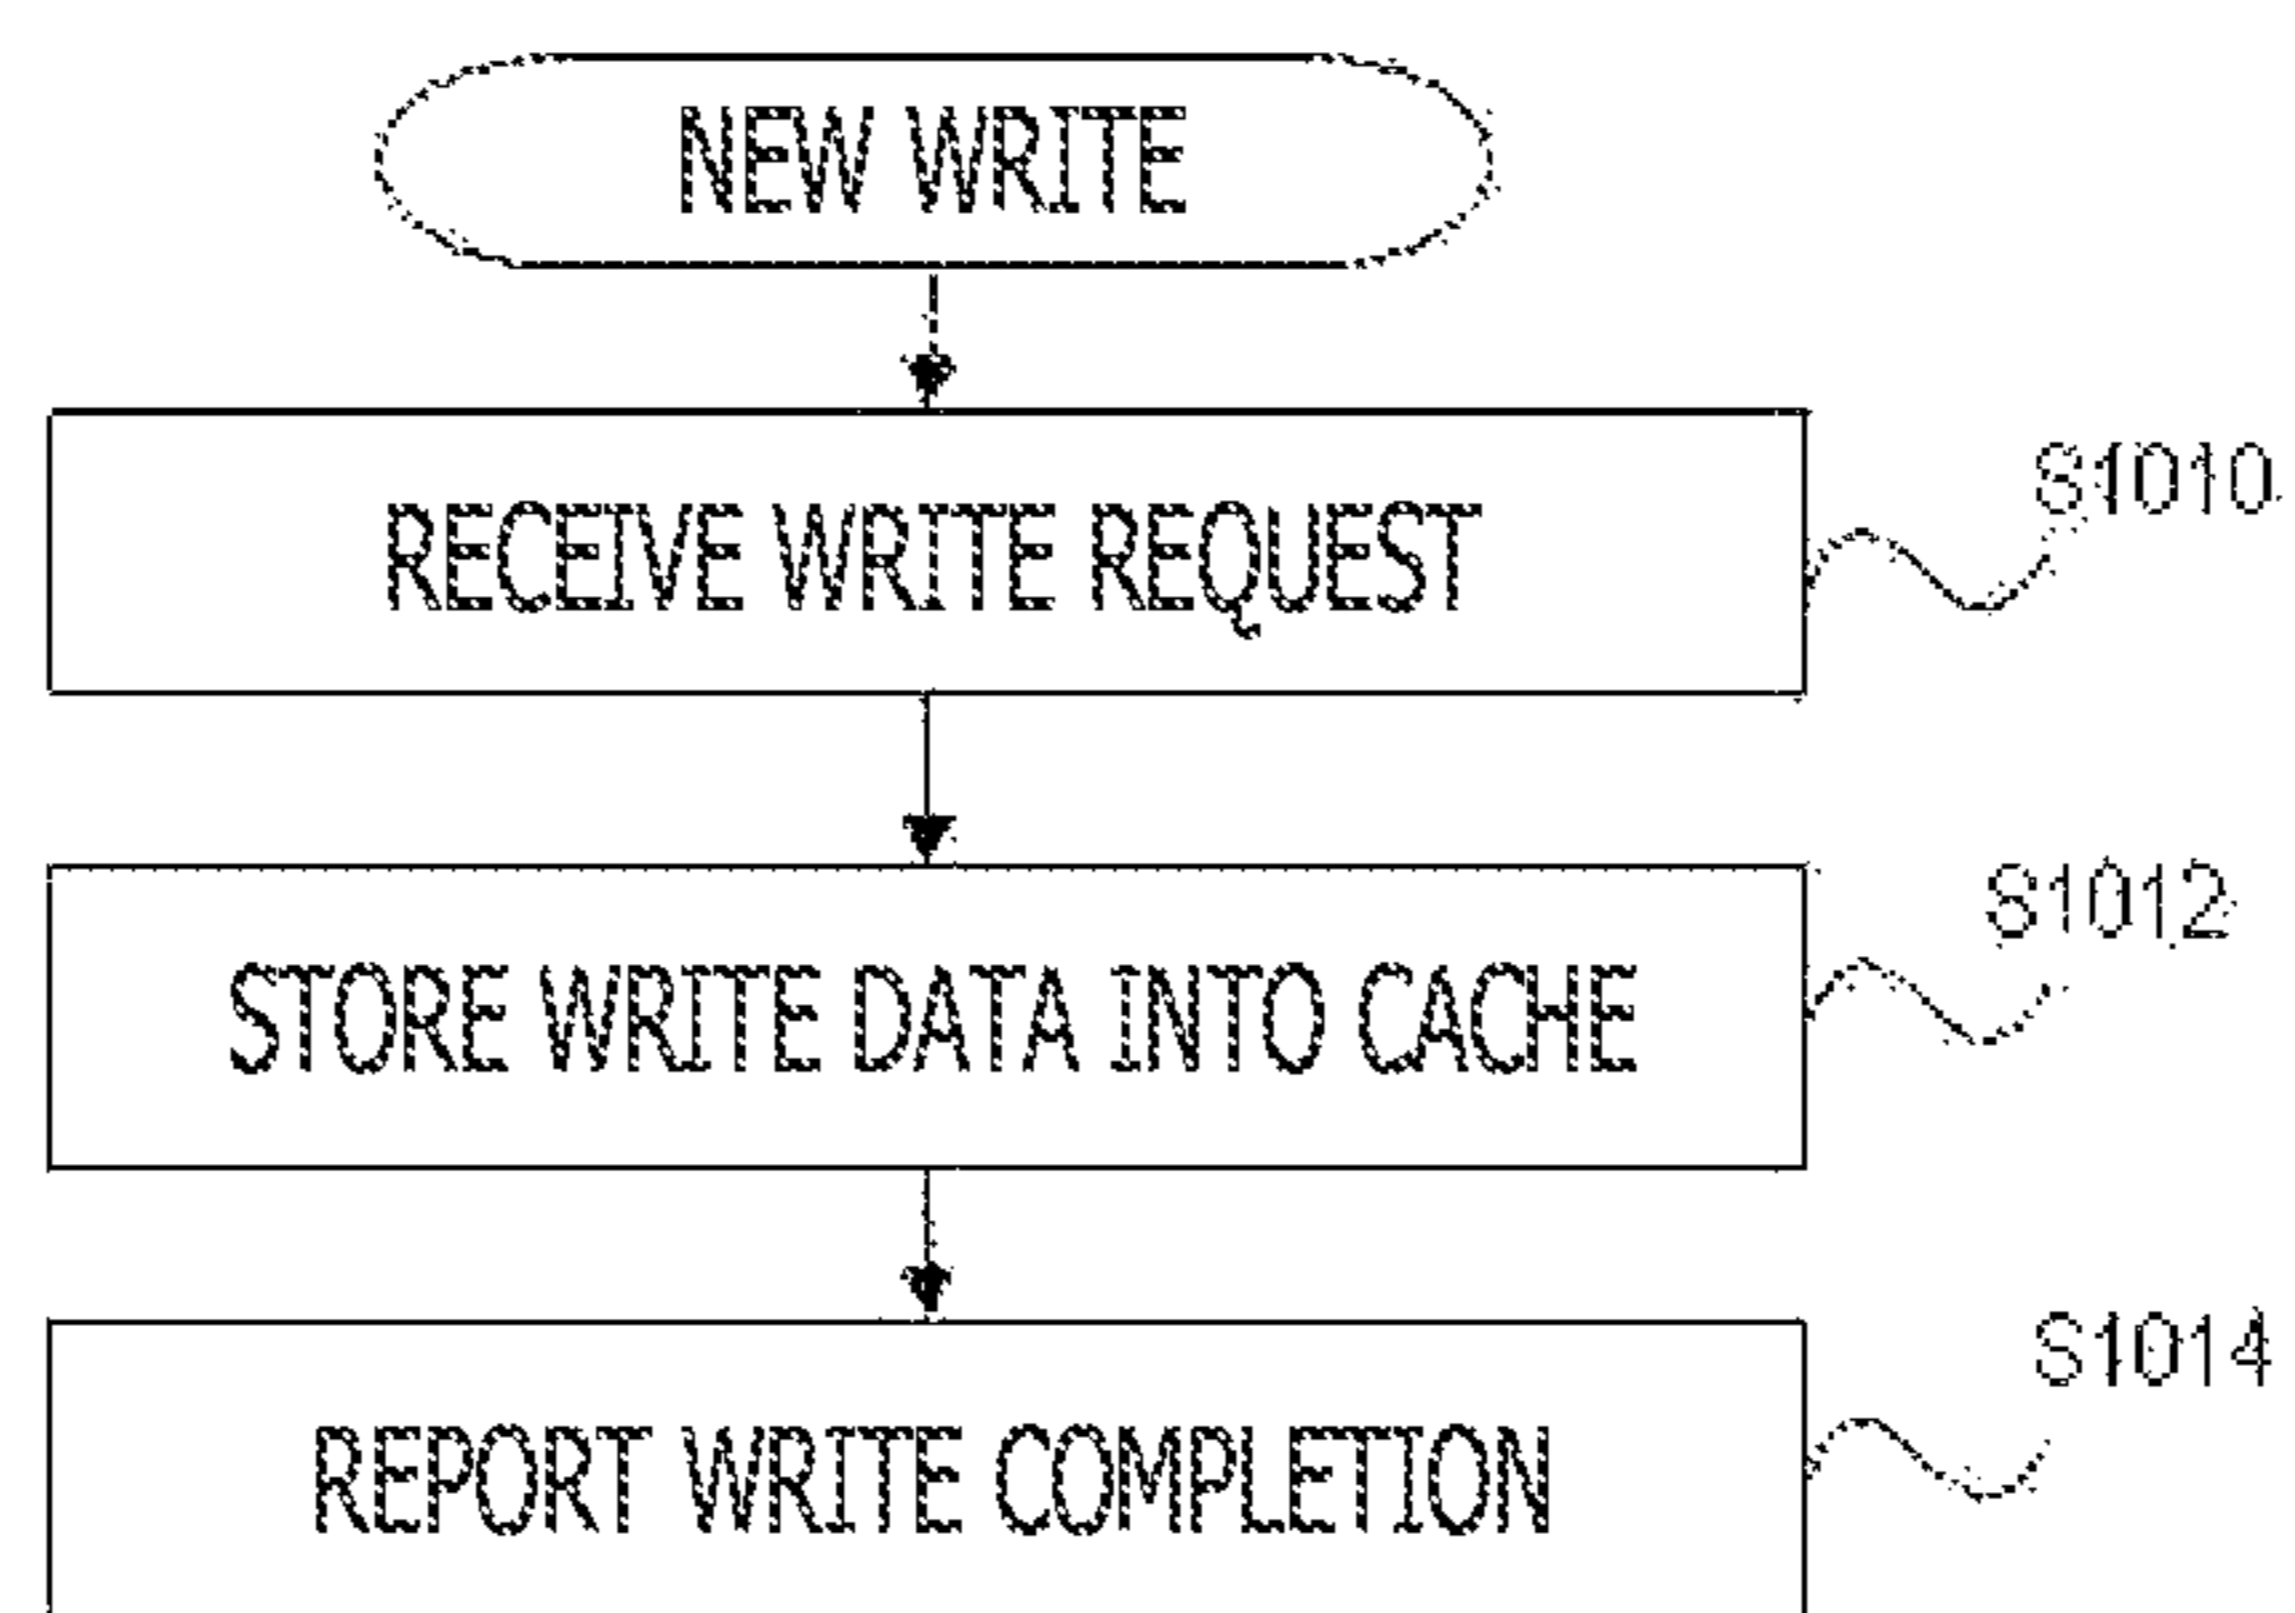 NEW WRITE
S1010
RECEIVE WRITE REQUEST
S1012
STORE WRITE DATA INTO CACHE
S1014
REPORT WRITE COMPLETION